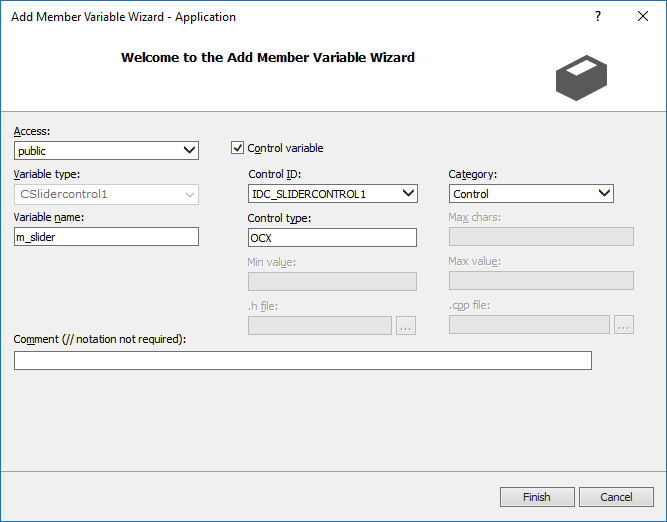 Add Member Variable Wizard - Application
?
Welcome to the Add Member Variable Wizard
Access:
public
Control variable
Variable type:
CSlidercontrol1
Control ID:
IDC_SLIDERCONTROL1
Category:
Control
Variable name:
m_slider
Control type:
OCX
Max chars:
Min value:
Max value:
.h file:
...
.cpp file:
...
Comment (// notation not required):
Finish
Cancel